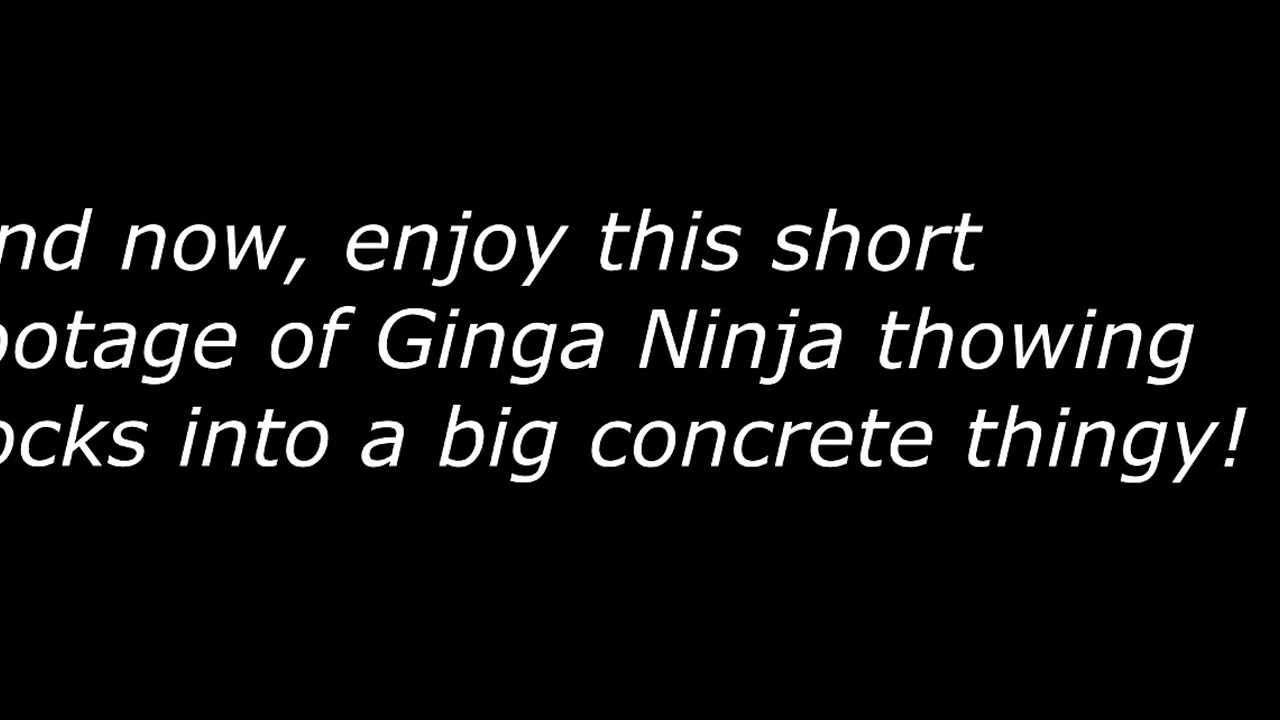 nd now, enjoy this short
ootage of Ginga Ninja thowing
ocks into a big concrete thingy!